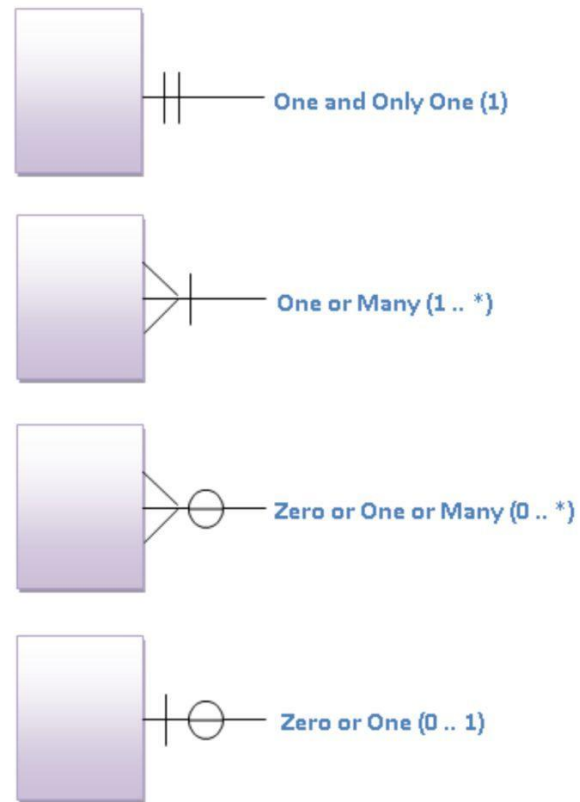 One and Only One (1)
One or Many (1 .. *)
Zero or One or Many (0 .. *)
Zero or One (0 .. 1)